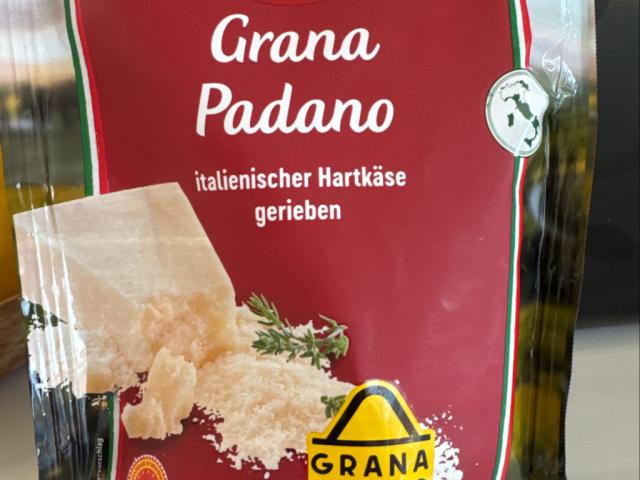 Grana
Padano
italienischer Hartkäse
gerieben
GRANA